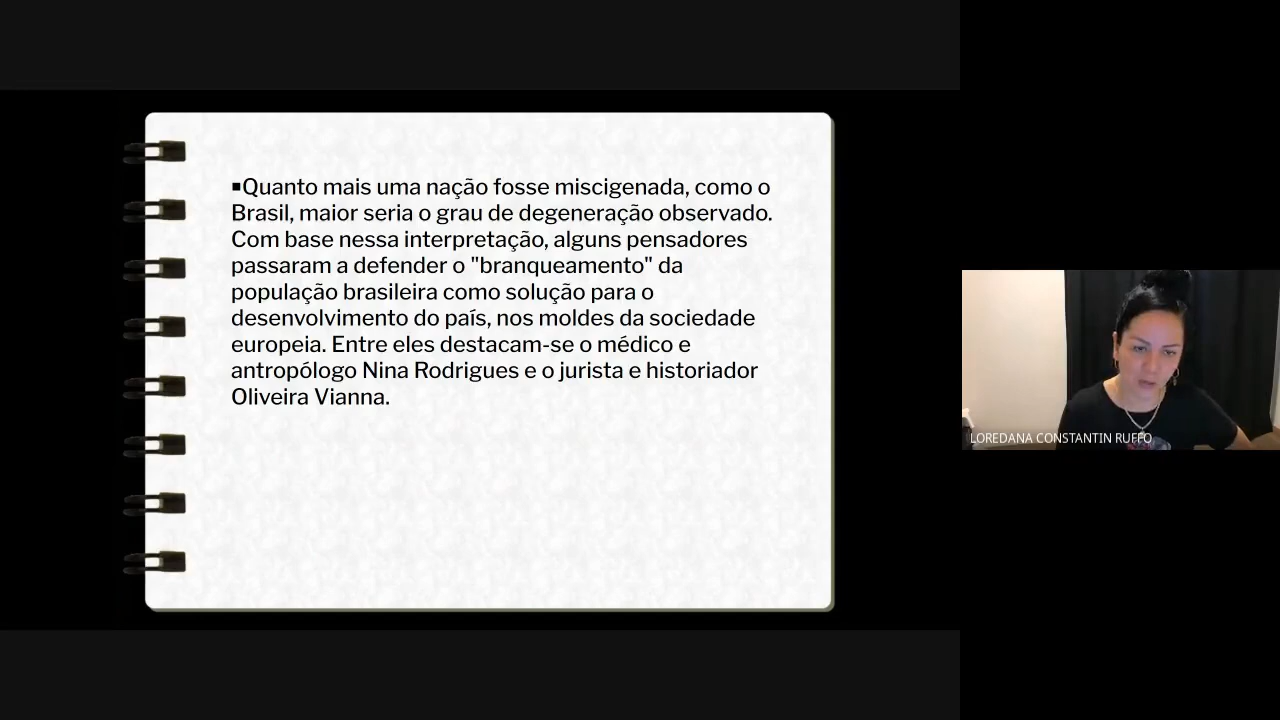 ▪Quanto mais uma nação fosse miscigenada, como o
Brasil, maior seria o grau de degeneração observado.
Com base nessa interpretação, alguns pensadores
passaram a defender o "branqueamento" da
população brasileira como solução para o
desenvolvimento do país, nos moldes da sociedade
europeia. Entre eles destacam-se o médico e
antropólogo Nina Rodrigues e o jurista e historiador
Oliveira Vianna.
LOREDANA CONSTANTIN RUFFO